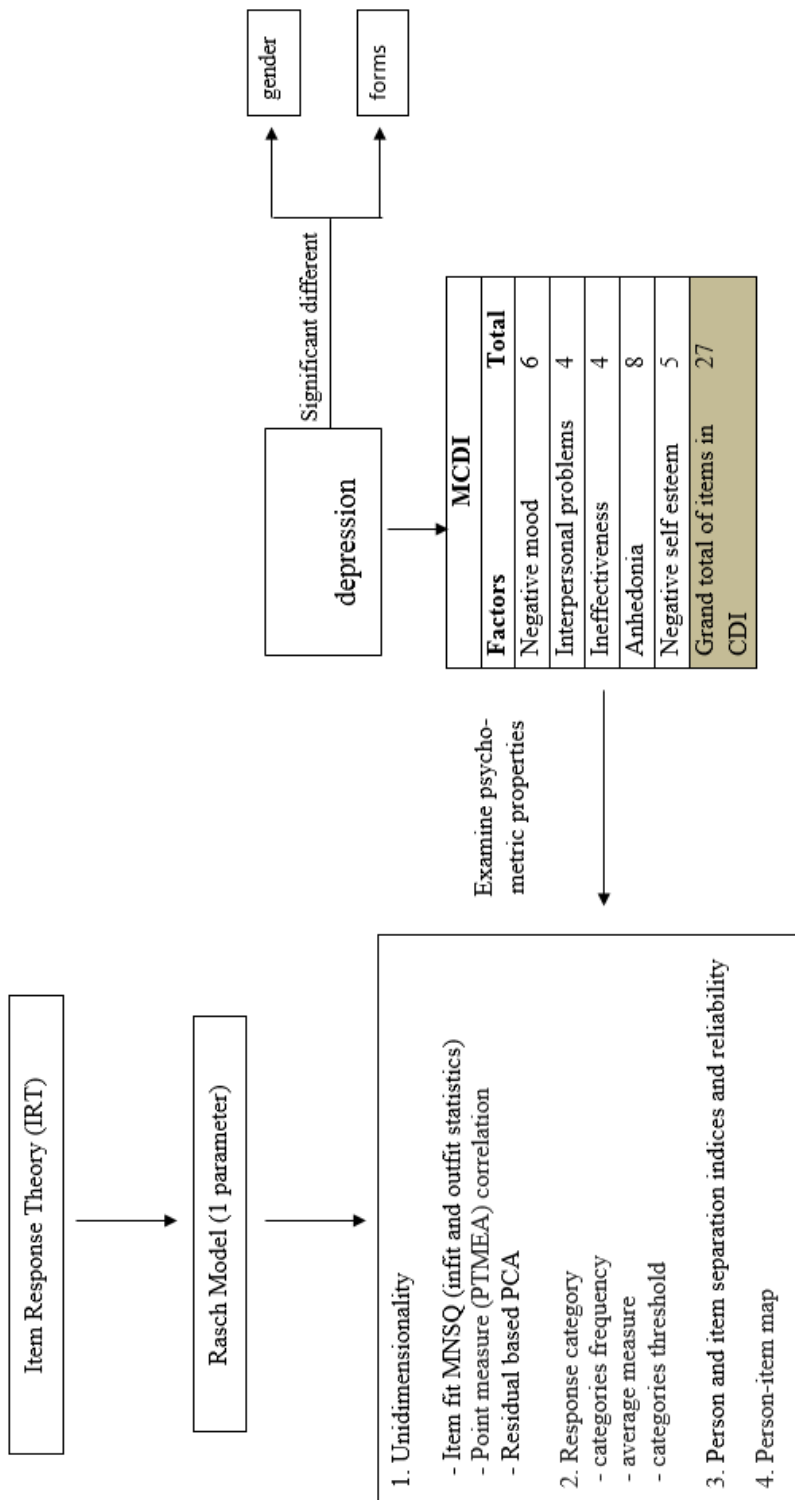 Item Response Theory (IRT)
Rasch Model (1 parameter)
1. Unidimensionality
- Item fit MNSQ (infit and outfit statistics)
- Point measure (PTMEA) correlation
- Residual based PCA
2. Response category
- categories frequency
- average measure
- categories threshold
3. Person and item separation indices and reliability
4. Person-item map
Examine psycho-
metric properties
depression
Significant different
gender
forms
MCDI
Factors Total
Negative mood 6
Interpersonal problems 4
Ineffectiveness 4
Anhedonia 8
Negative self esteem 5
Grand total of items in 27
CDI